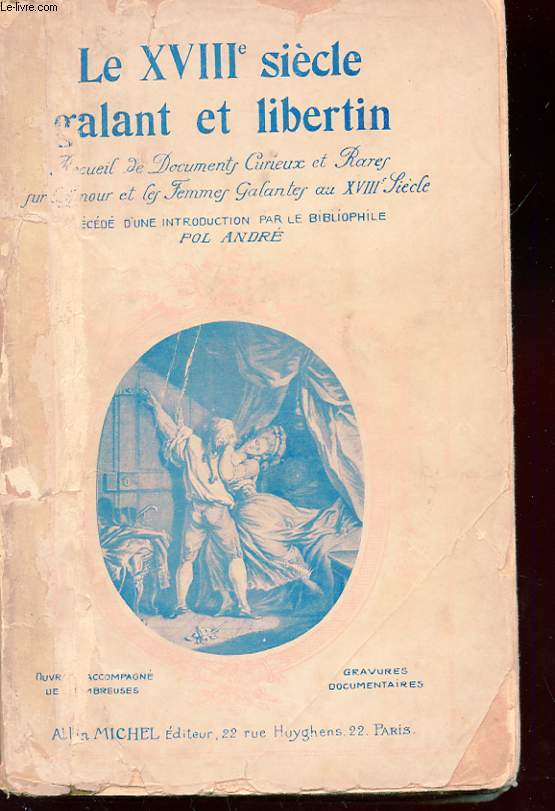 Le-livre.com
Le XVIIIe siècle
galant et libertin
Recueil de Documents Curieux et Rares
sur et les Femmes Galantes au XVIIIe Siècle
D'UNE INTRODUCTION PAR LE BIBLIOPHILE
POL ANDRÉ
ACCOMPAGNÉ
DE
GRAVURES
DOCUMENTAIRES
MICHEL Éditeur, 22 rue Huyghens. 22. PARIS.